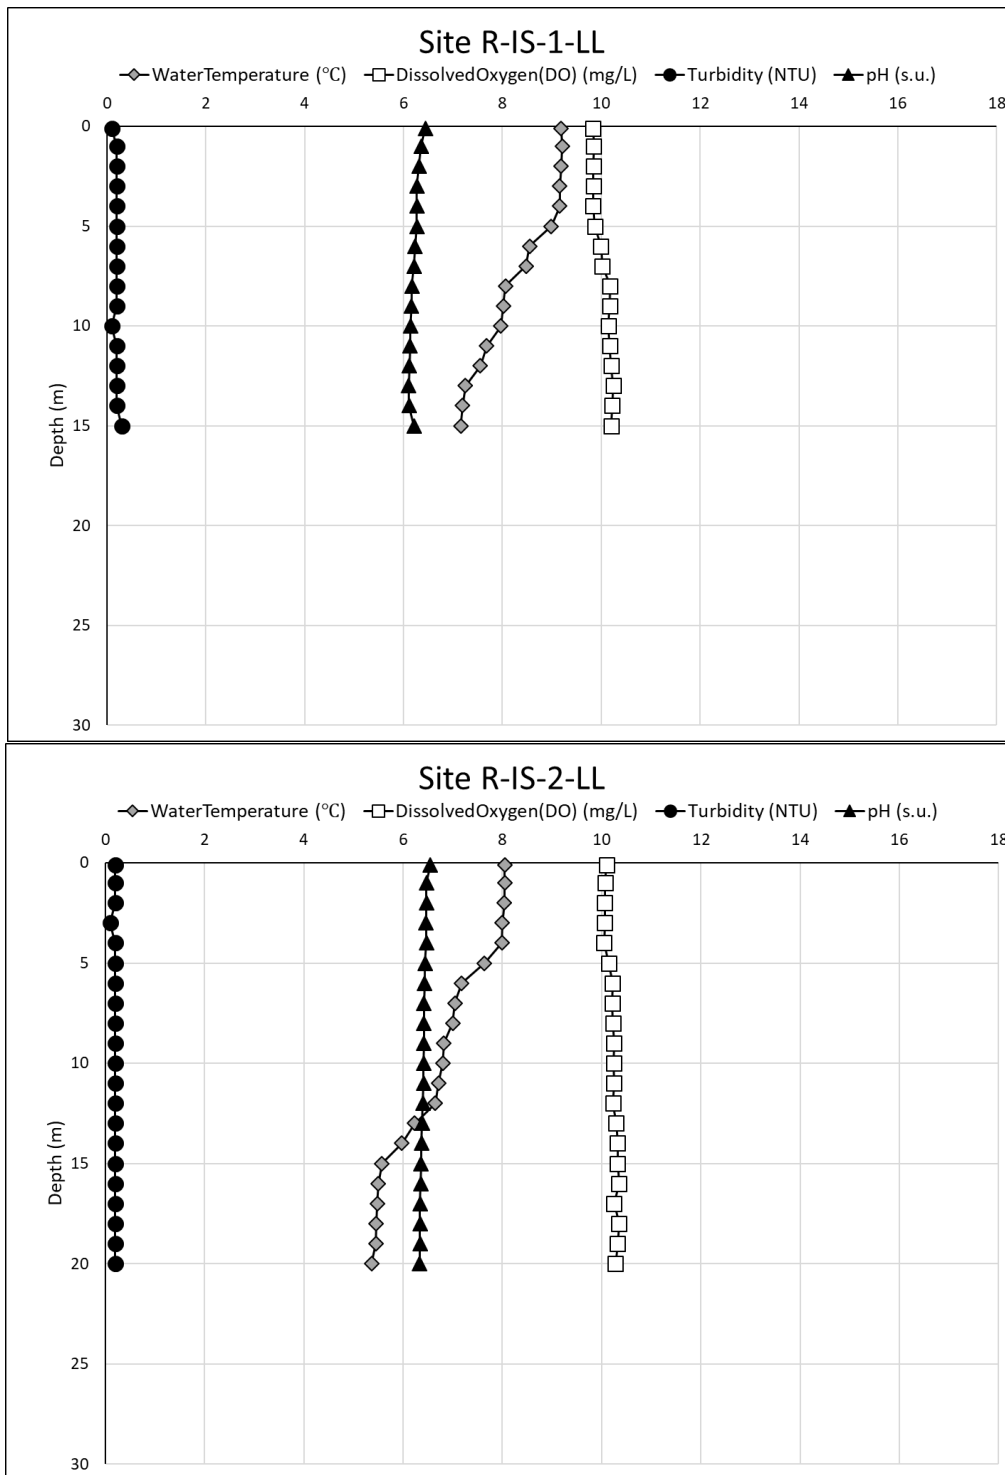 Site R-IS-1-LL
WaterTemperature (°C) DissolvedOxygen(DO) (mg/L) Turbidity (NTU) pH (s.u.)
0 2 4 6 8 10 12 14 16 18
0
5
10
Depth (m)
15
20
25
30
Site R-IS-2-LL
WaterTemperature (°C) DissolvedOxygen(DO) (mg/L) Turbidity (NTU) pH (s.u.)
0 2 4 6 8 10 12 14 16 18
0
5
10
Depth (m)
15
20
25
30